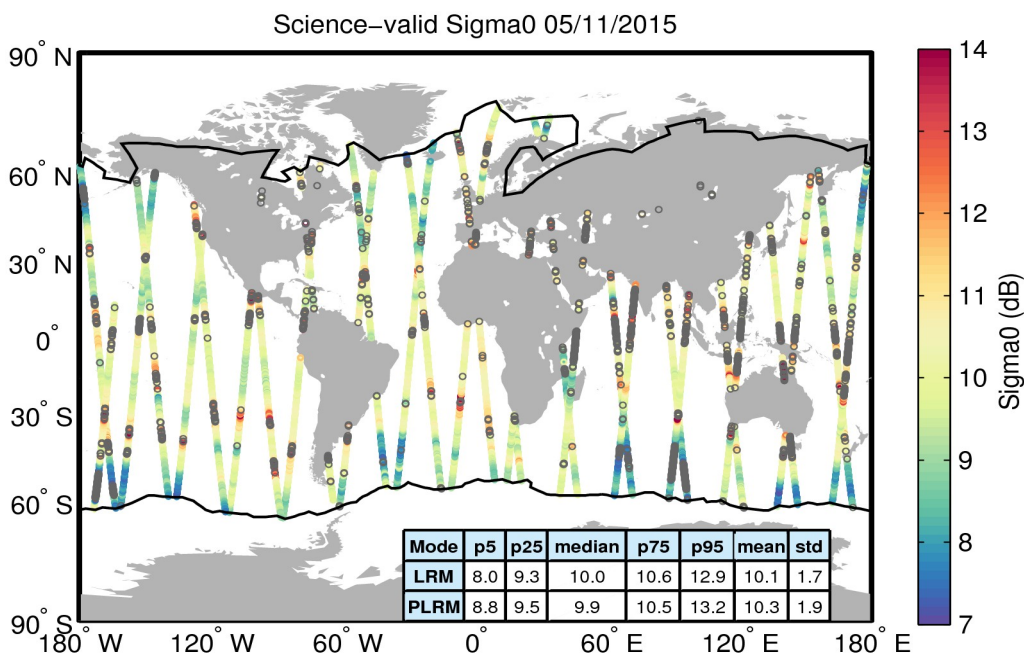 Science−valid Sigma0 05/11/2015
90° N
60° N
30° N
0°
30° S
60° S
90° S
180° W 120° W 60° W 0° 60° E 120° E 180° E
14
13
12
11
10
9
8
7
Sigma0 (dB)
Mode p5 p25 median p75 p95 mean std
LRM 8.0 9.3 10.0 10.6 12.9 10.1 1.7
PLRM 8.8 9.5 9.9 10.5 13.2 10.3 1.9